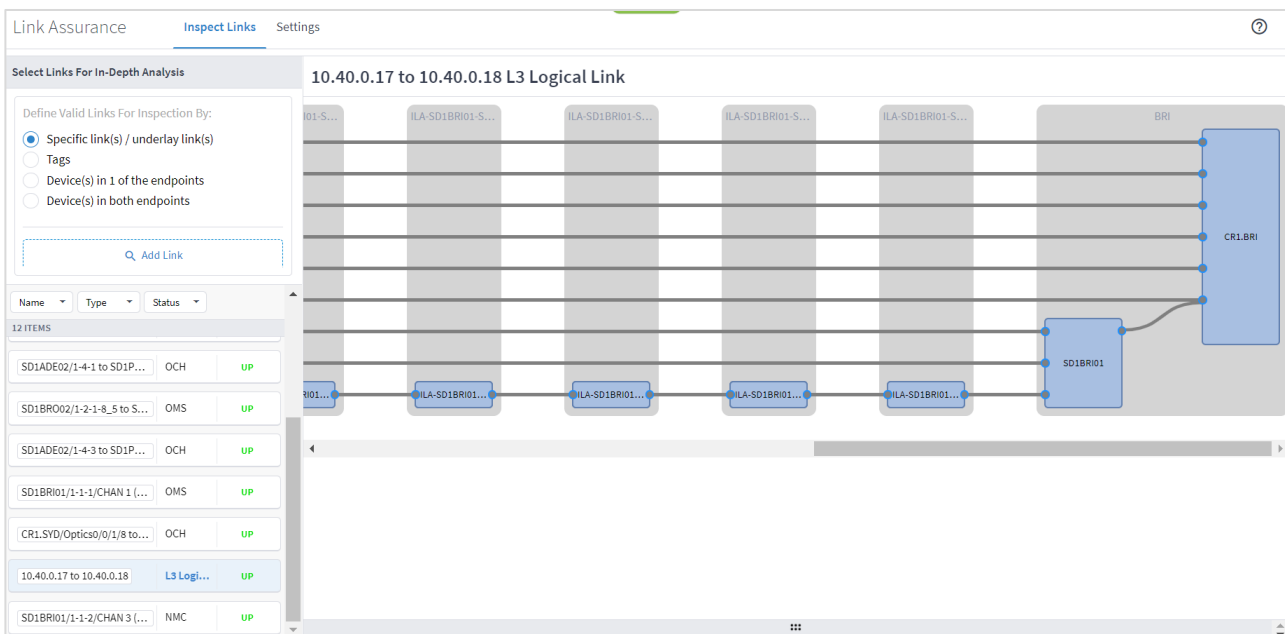 Link Assurance
Inspect Links
Settings
Select Links For In-Depth Analysis
Define Valid Links For Inspection By:
Specific link(s) / underlay link(s)
Tags
Device(s) in 1 of the endpoints
Device(s) in both endpoints
Add Link
Name
Type
Status
12 ITEMS
SD1ADE02/1-4-1 to SD1P... OCH UP
SD1BRO02/1-2-1-8_5 to S... OMS UP
SD1ADE02/1-4-3 to SD1P... OCH UP
SD1BRI01/1-1-1/CHAN 1 (... OMS UP
CR1.SYD/Optics0/0/1/8 to... OCH UP
10.40.0.17 to 10.40.0.18 L3 Logi... UP
SD1BRI01/1-1-2/CHAN 3 (... NMC UP
10.40.0.17 to 10.40.0.18 L3 Logical Link
I01-S... ILA-SD1BRI01-S... ILA-SD1BRI01-S... ILA-SD1BRI01-S... ILA-SD1BRI01-S... BRI
CR1.BRI
SD1BRI01
RI01... ILA-SD1BRI01... ILA-SD1BRI01... ILA-SD1BRI01... ILA-SD1BRI01...